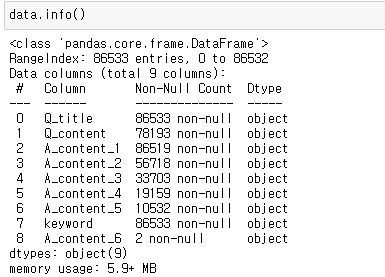 data.info()
<class 'pandas.core.frame.DataFrame'>
RangeIndex: 86533 entries, 0 to 86532
Data columns (total 9 columns):
 #   Column      Non-Null Count  Dtype
---  ------      --------------  -----
 0   Q_title     86533 non-null  object
 1   Q_content   78193 non-null  object
 2   A_content_1  86519 non-null  object
 3   A_content_2  56718 non-null  object
 4   A_content_3  33703 non-null  object
 5   A_content_4  19159 non-null  object
 6   A_content_5  10532 non-null  object
 7   keyword     86533 non-null  object
 8   A_content_6  2 non-null      object
dtypes: object(9)
memory usage: 5.9+ MB